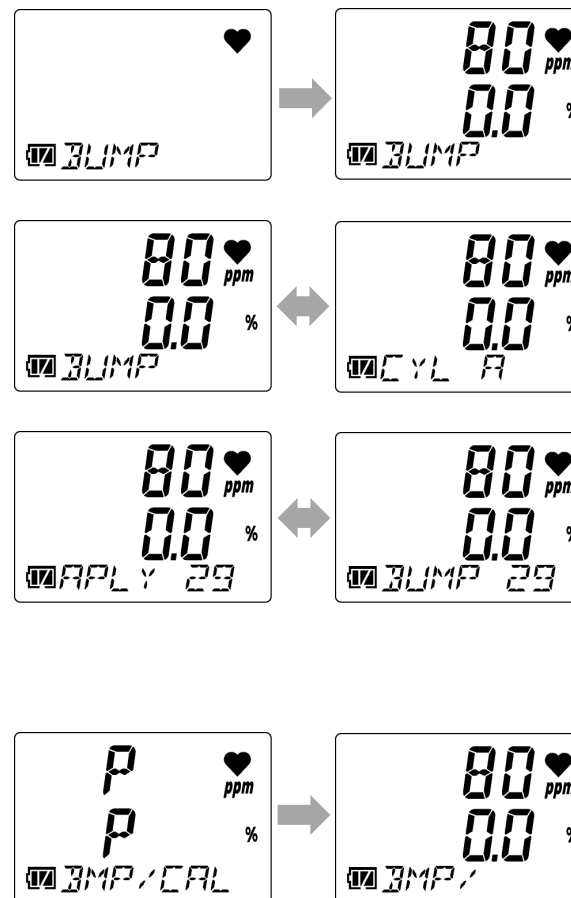 BUMP
80 ppm
0.0 %
BUMP
80 ppm
0.0 %
BUMP
80 ppm
0.0 %
CYL A
80 ppm
0.0 %
APLY 29
80 ppm
0.0 %
BUMP 29
P ppm
P %
BMP/CAL
80 ppm
0.0 %
BMP/